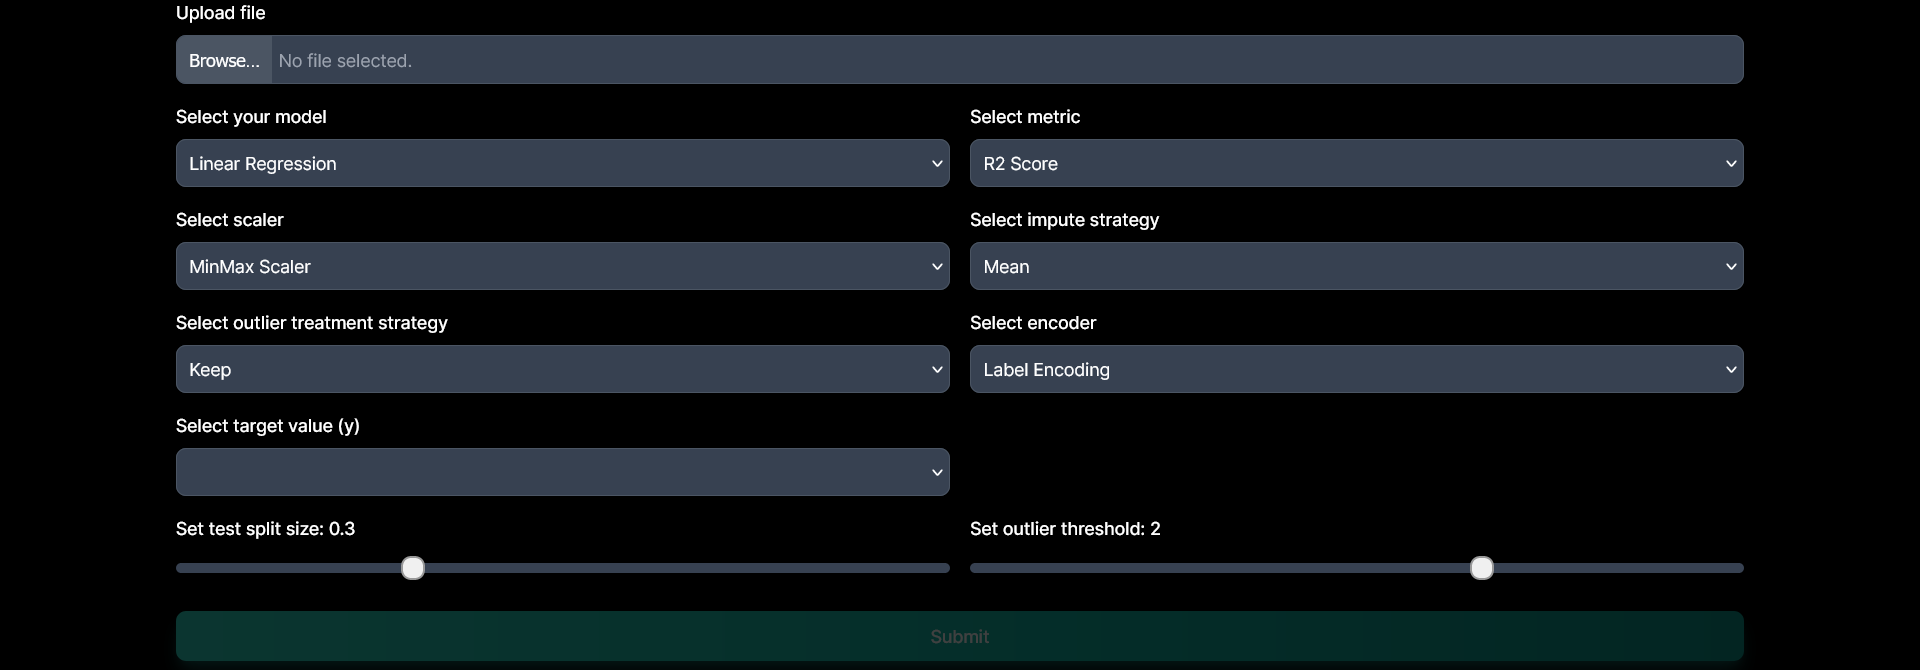 Upload file
Browse... No file selected.
Select your model
Select metric
Linear Regression
R2 Score
Select scaler
Select impute strategy
MinMax Scaler
Mean
Select outlier treatment strategy
Select encoder
Keep
Label Encoding
Select target value (y)
Set test split size: 0.3
Set outlier threshold: 2
Submit